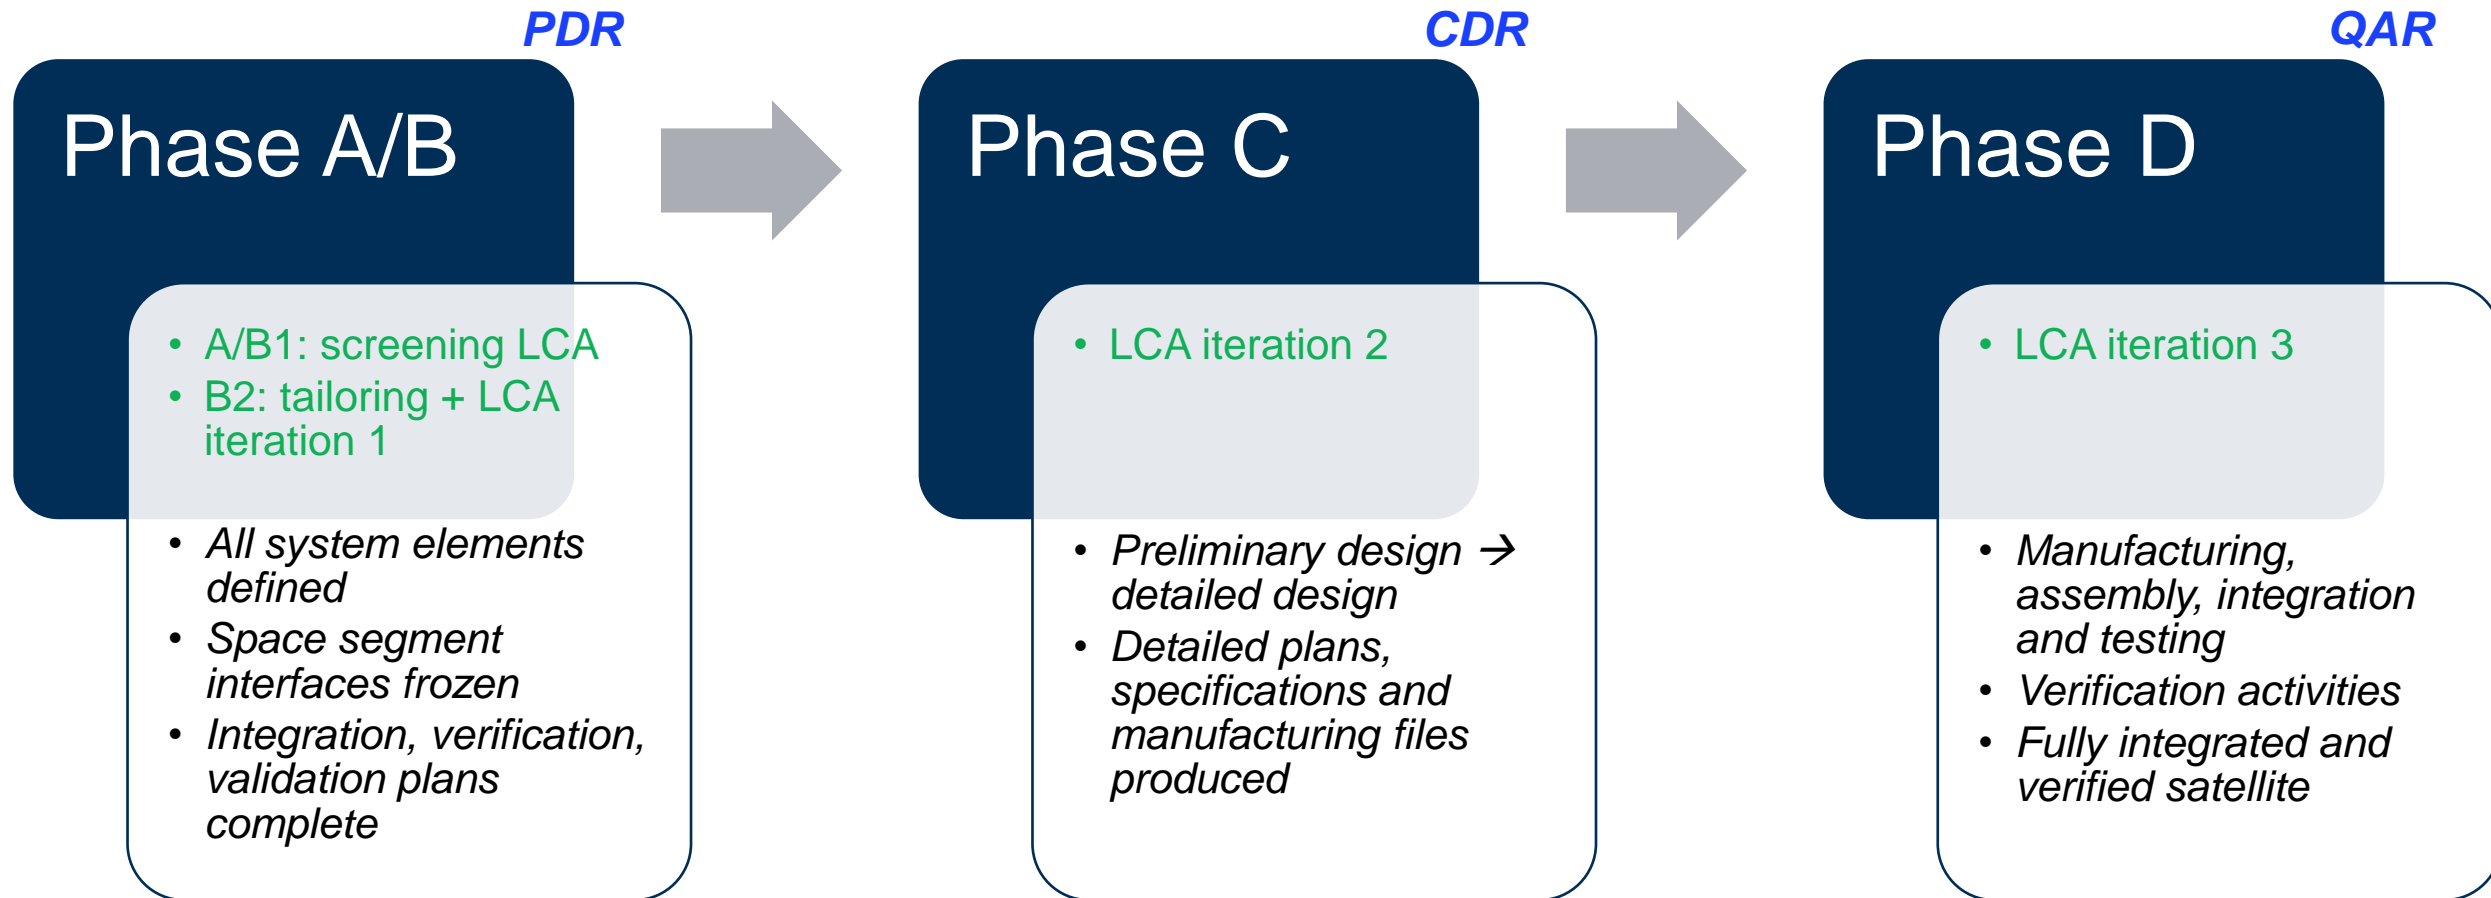 PDR
Phase A/B
• A/B1: screening LCA
• B2: tailoring + LCA
iteration 1
• All system elements
defined
• Space segment
interfaces frozen
• Integration, verification,
validation plans
complete
CDR
Phase C
• LCA iteration 2
• Preliminary design →
detailed design
• Detailed plans,
specifications and
manufacturing files
produced
QAR
Phase D
• LCA iteration 3
• Manufacturing,
assembly, integration
and testing
• Verification activities
• Fully integrated and
verified satellite